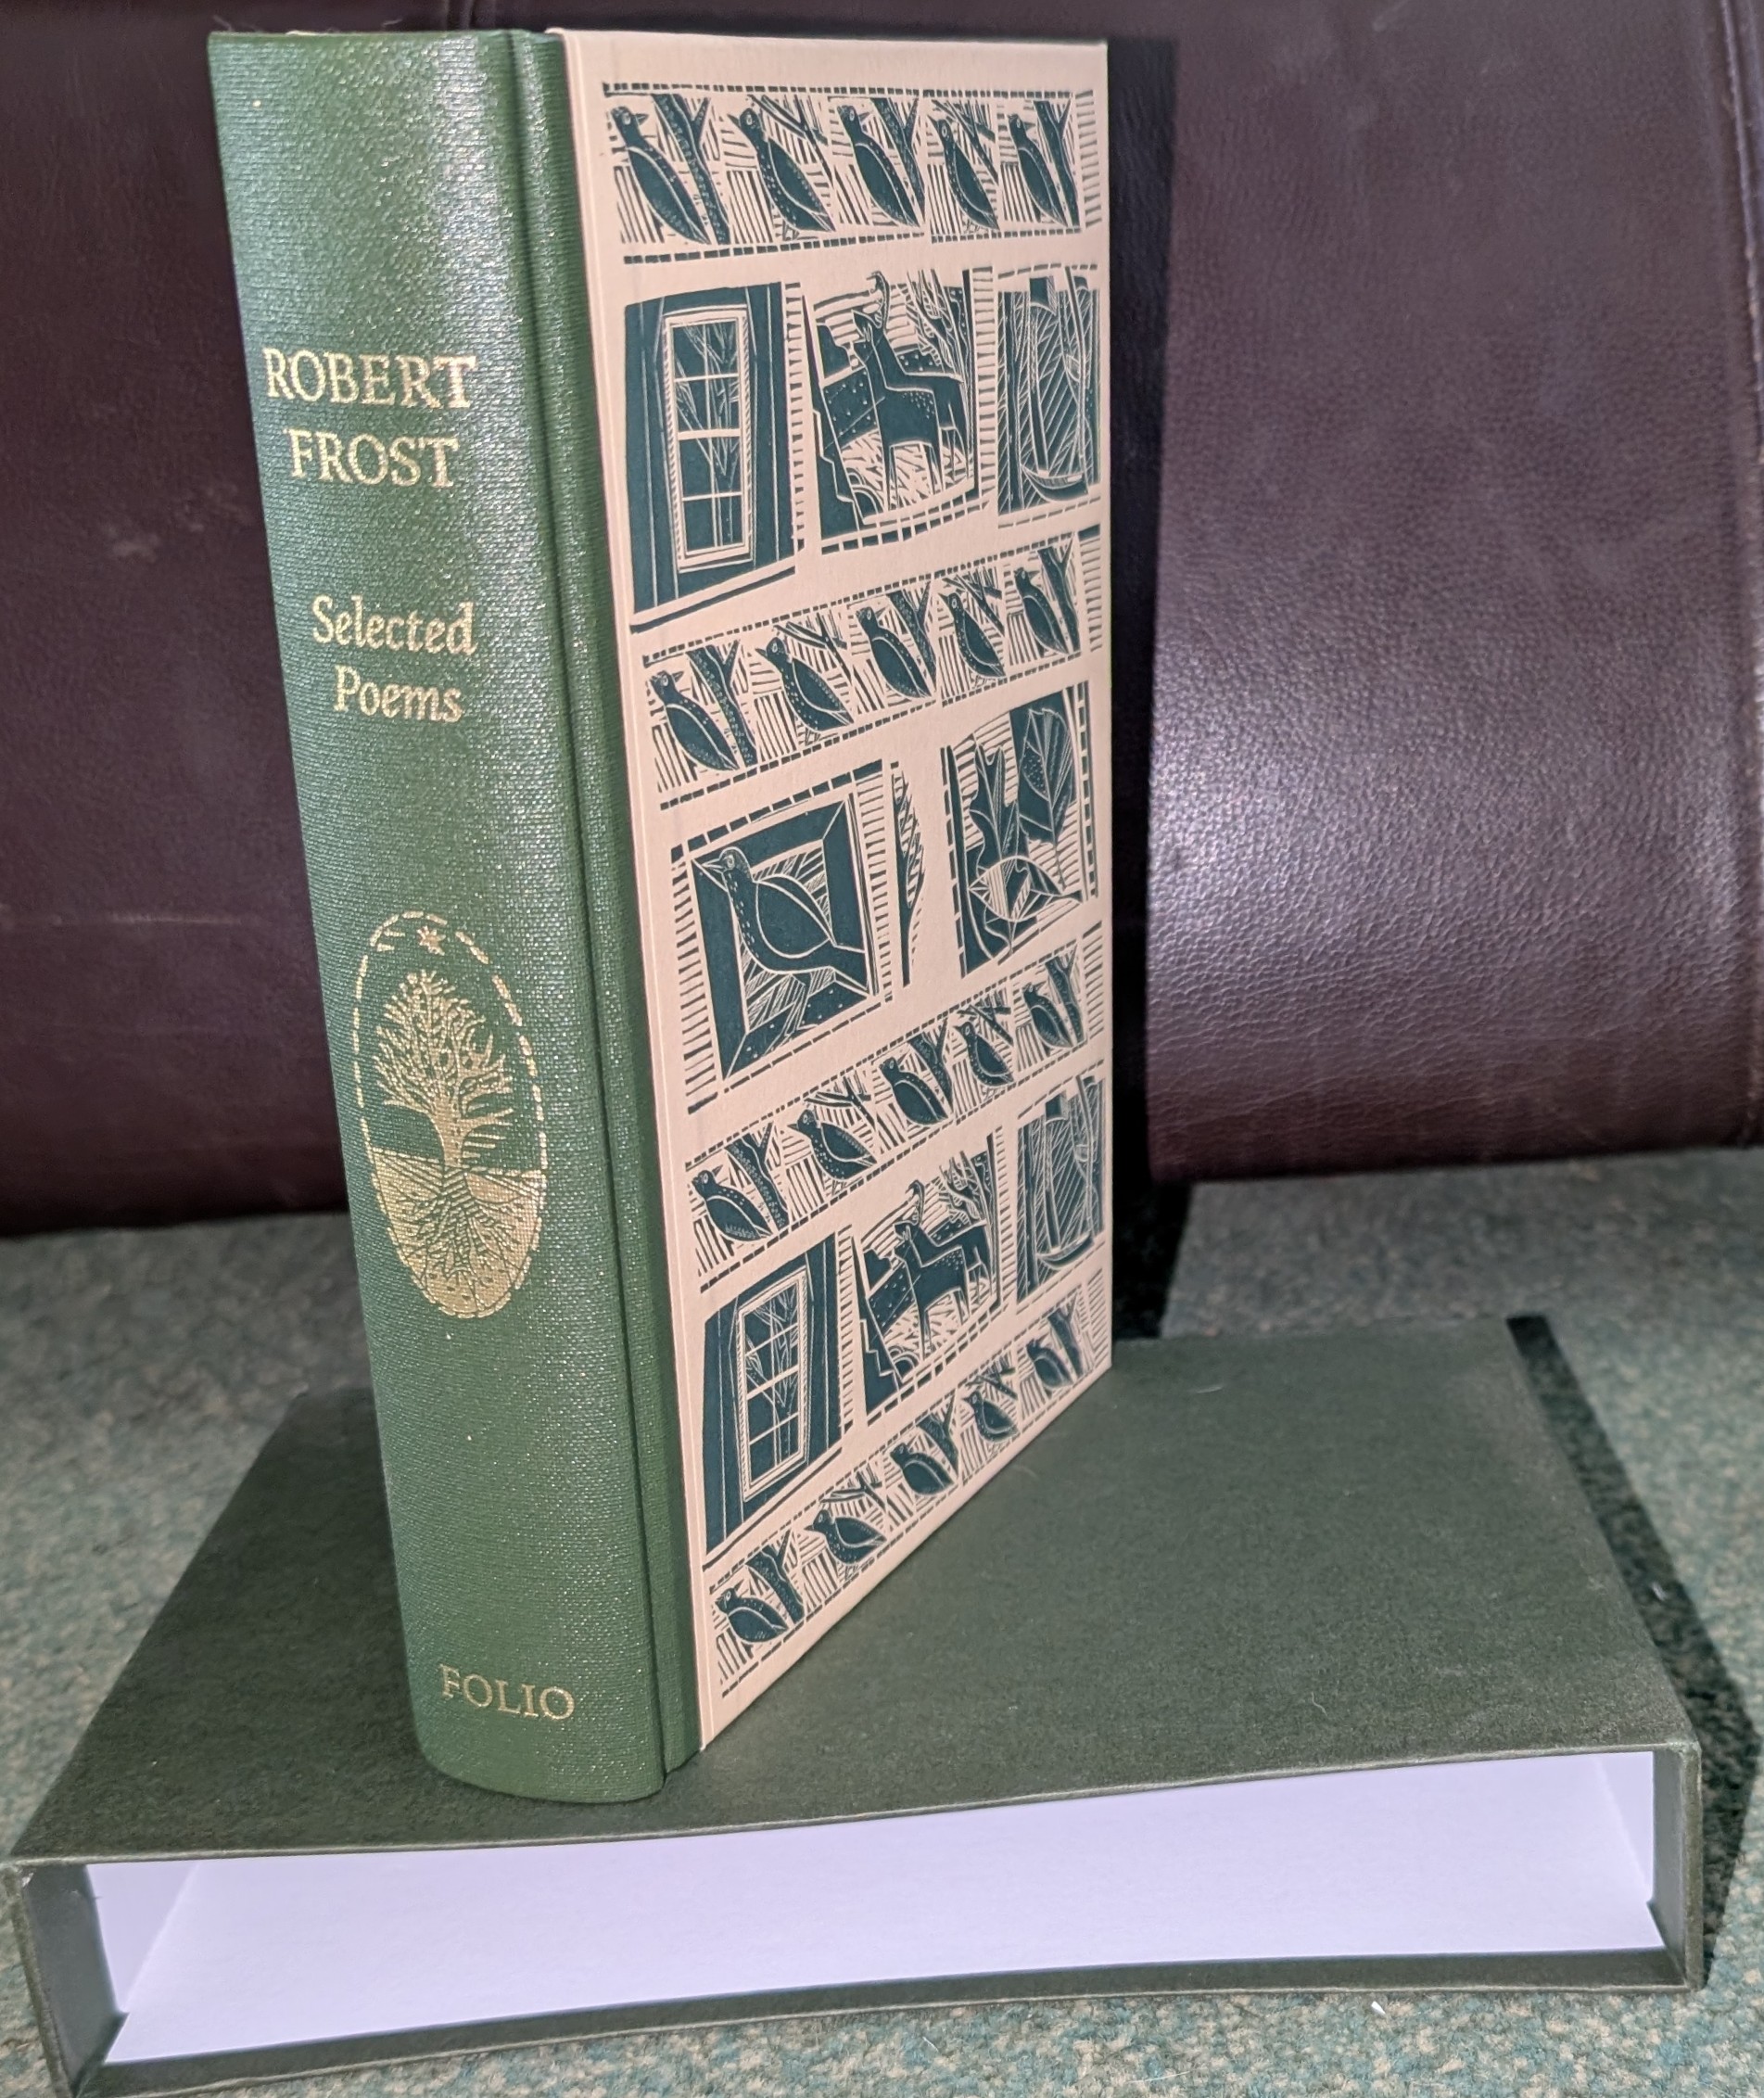 ROBERT
FROST
Selected
Poems
FOLIO